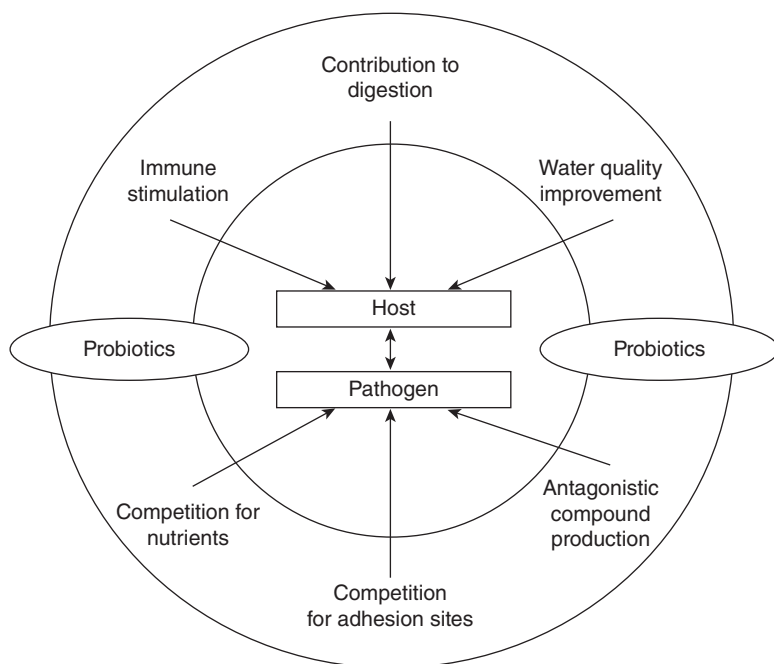 Contribution to
digestion
Immune
stimulation
Water quality
improvement
Host
Probiotics
Probiotics
Pathogen
Competition for
nutrients
Antagonistic
compound
production
Competition
for adhesion sites